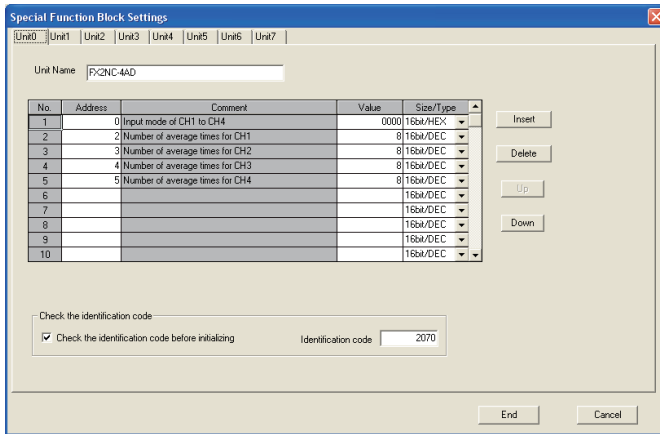 Special Function Block Settings
Unit0 Unit1 Unit2 Unit3 Unit4 Unit5 Unit6 Unit7
Unit Name FX2NC-4AD
No. Address Comment Value Size/Type
1 0 Input mode of CH1 to CH4 0000 16bit/HEX
2 2 Number of average times for CH1 8 16bit/DEC
3 3 Number of average times for CH2 8 16bit/DEC
4 4 Number of average times for CH3 8 16bit/DEC
5 5 Number of average times for CH4 8 16bit/DEC
6 16bit/DEC
7 16bit/DEC
8 16bit/DEC
9 16bit/DEC
10 16bit/DEC
Insert
Delete
Up
Down
Check the identification code
Check the identification code before initializing Identification code 2070
End Cancel